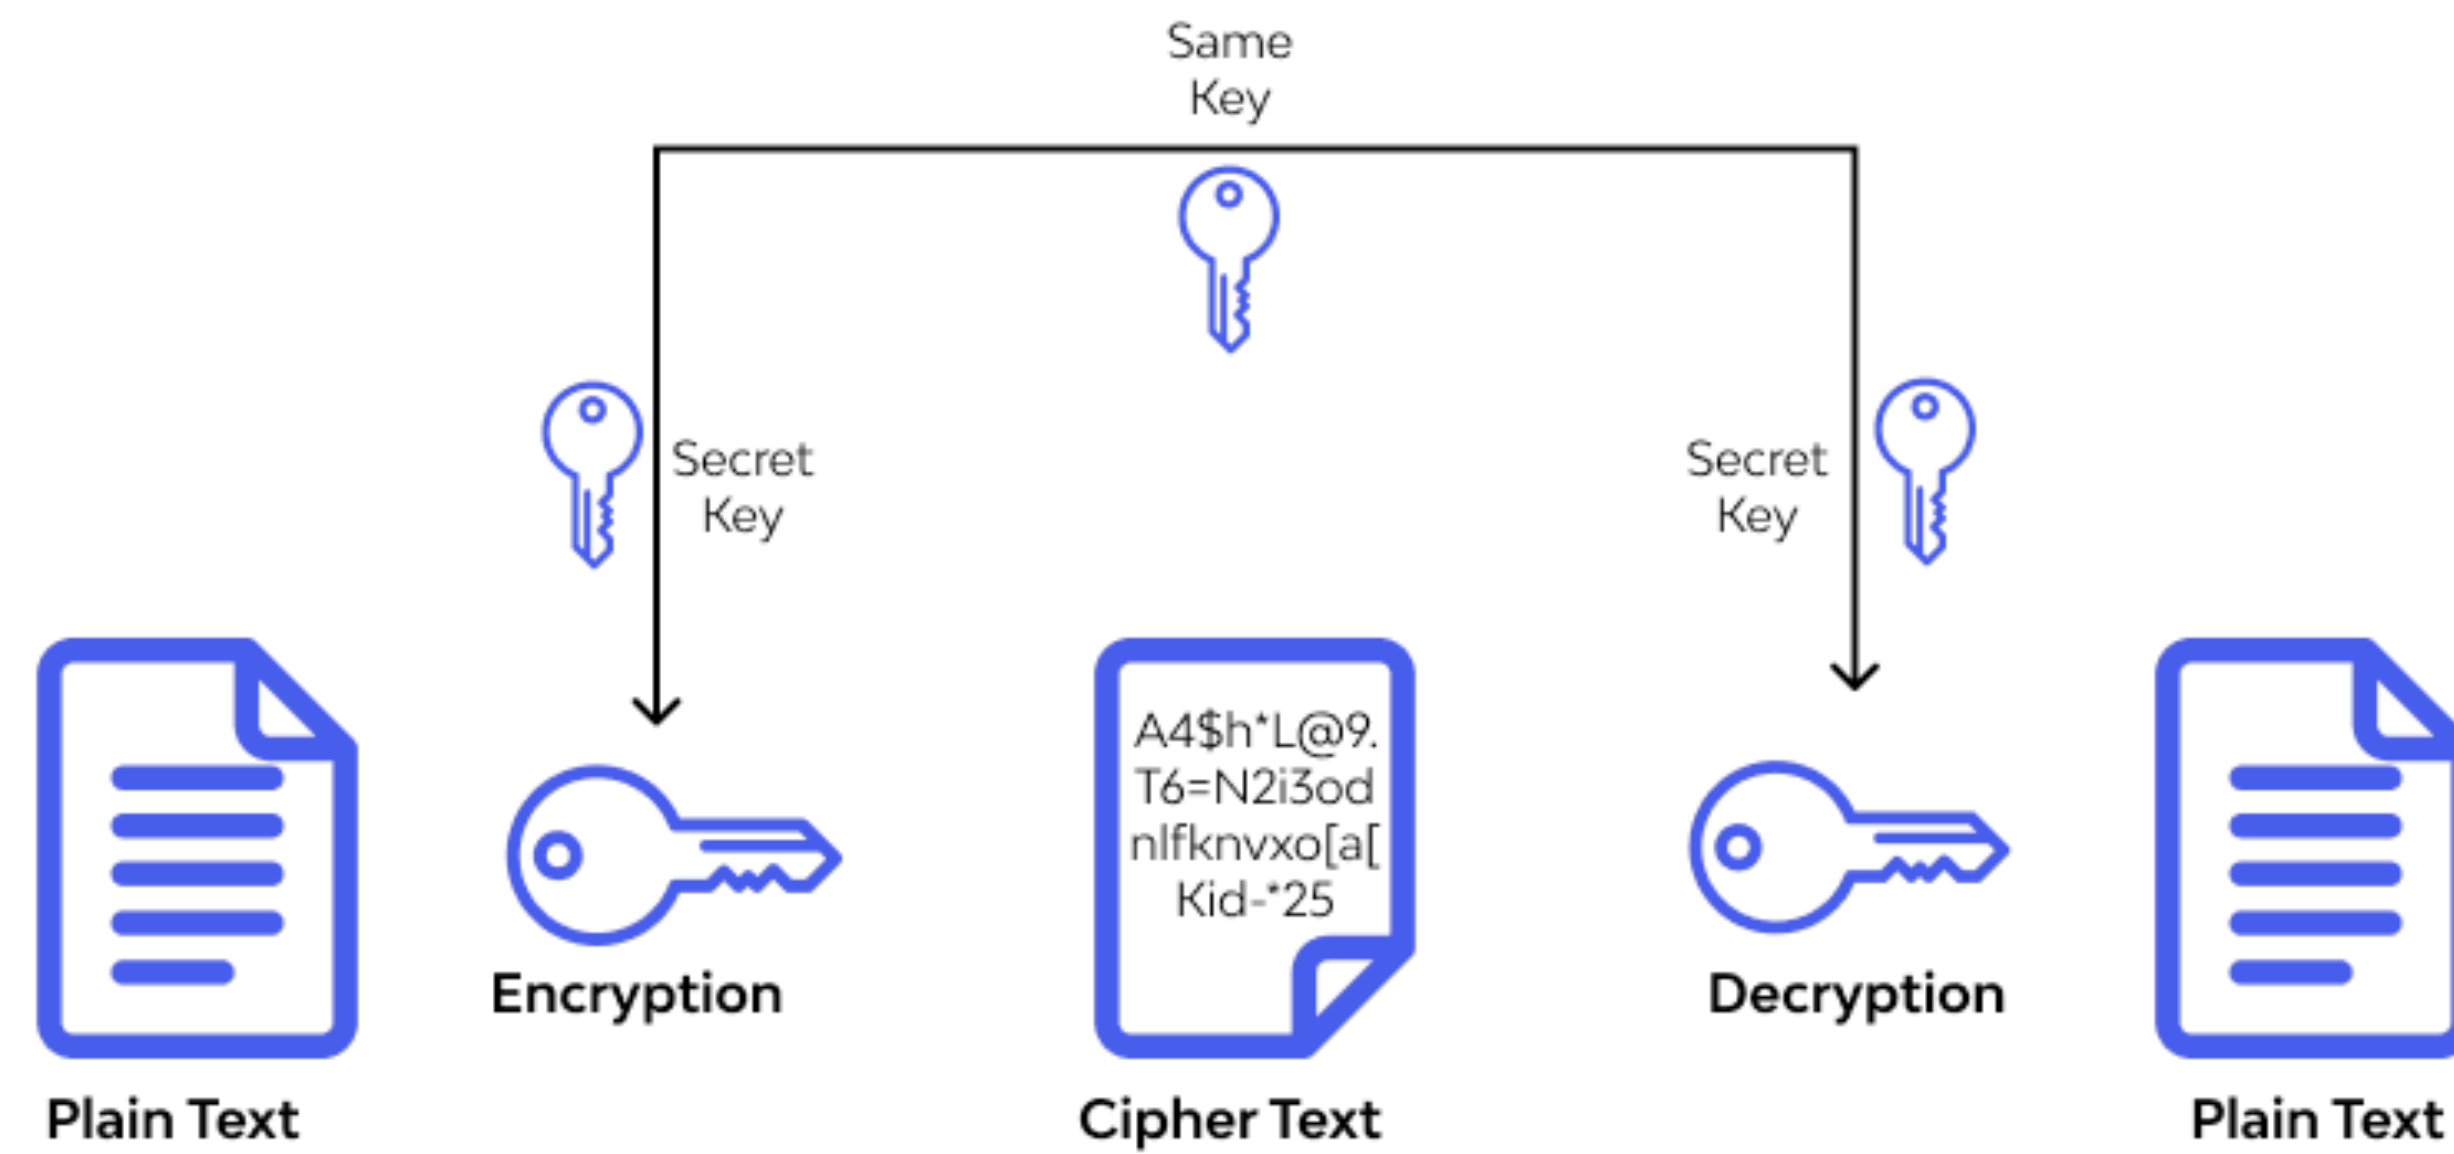 Same
Key
Secret
Key
Secret
Key
A4$h*L@9.
T6=N2i3od
nlfknvxo[a[
Kid-*25
Encryption
Decryption
Plain Text
Cipher Text
Plain Text